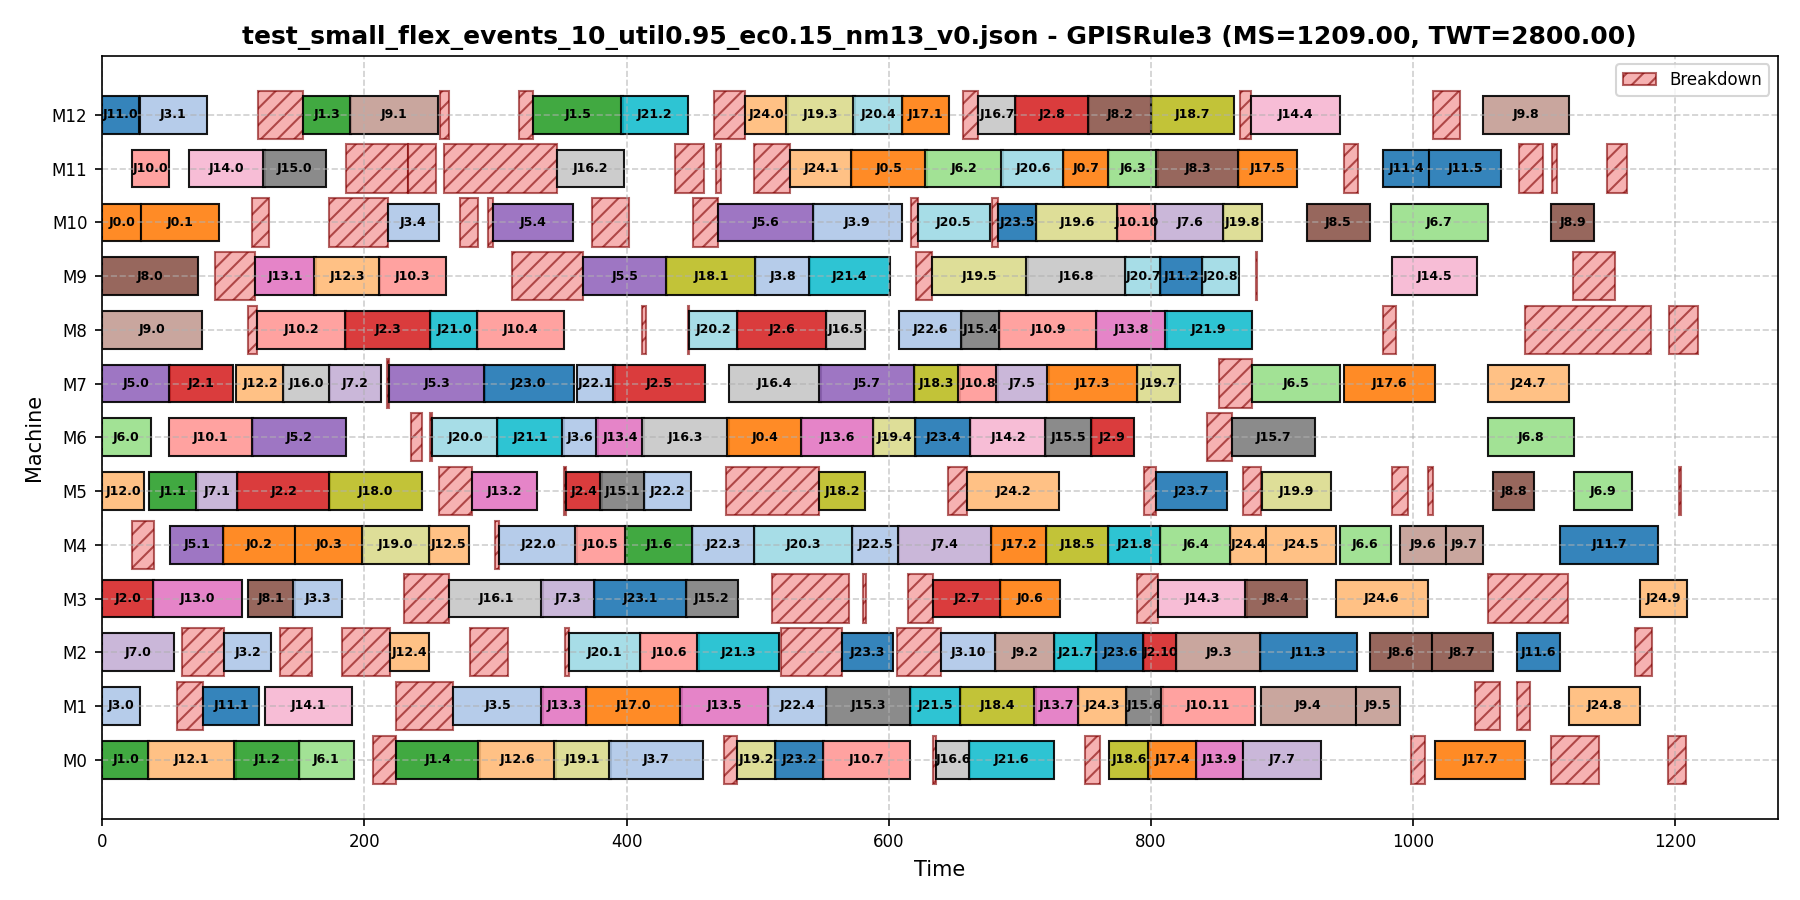 test_small_flex_events_10_util0.95_ec0.15_nm13_v0.json - GPISRule3 (MS=1209.00, TWT=2800.00)
Breakdown
M12 J11.0 J3.1 J1.3 J9.1 J1.5 J21.2 J24.0 J19.3 J20.4 J17.1 J16.7 J2.8 J8.2 J18.7 J14.4 J9.8
M11 J10.0 J14.0 J15.0 J16.2 J24.1 J0.5 J6.2 J20.6 J0.7 J6.3 J8.3 J17.5 J11.4 J11.5
M10 J0.0 J0.1 J3.4 J5.4 J5.6 J3.9 J20.5 J23.5 J19.6 J10.10 J7.6 J19.8 J8.5 J6.7 J8.9
M9 J8.0 J13.1 J12.3 J10.3 J5.5 J18.1 J3.8 J21.4 J19.5 J16.8 J20.7 J11.2 J20.8 J14.5
M8 J9.0 J10.2 J2.3 J21.0 J10.4 J20.2 J2.6 J16.5 J22.6 J15.4 J10.9 J13.8 J21.9
M7 J5.0 J2.1 J12.2 J16.0 J7.2 J5.3 J23.0 J22.1 J2.5 J16.4 J5.7 J18.3 J10.8 J7.5 J17.3 J19.7 J6.5 J17.6 J24.7
M6 J6.0 J10.1 J5.2 J20.0 J21.1 J3.6 J13.4 J16.3 J0.4 J13.6 J19.4 J23.4 J14.2 J15.5 J2.9 J15.7 J6.8
M5 J12.0 J1.1 J7.1 J2.2 J18.0 J13.2 J2.4 J15.1 J22.2 J18.2 J24.2 J23.7 J19.9 J8.8 J6.9
M4 J5.1 J0.2 J0.3 J19.0 J12.5 J22.0 J10.5 J1.6 J22.3 J20.3 J22.5 J7.4 J17.2 J18.5 J21.8 J6.4 J24.4 J24.5 J6.6 J9.6 J9.7 J11.7
M3 J2.0 J13.0 J8.1 J3.3 J16.1 J7.3 J23.1 J15.2 J2.7 J0.6 J14.3 J8.4 J24.6 J24.9
M2 J7.0 J3.2 J12.4 J20.1 J10.6 J21.3 J23.3 J3.10 J9.2 J21.7 J23.6 J2.10 J9.3 J11.3 J8.6 J8.7 J11.6
M1 J3.0 J11.1 J14.1 J3.5 J13.3 J17.0 J13.5 J22.4 J15.3 J21.5 J18.4 J13.7 J24.3 J15.6 J10.11 J9.4 J9.5 J24.8
M0 J1.0 J12.1 J1.2 J6.1 J1.4 J12.6 J19.1 J3.7 J19.2 J23.2 J10.7 J16.6 J21.6 J18.6 J17.4 J13.9 J7.7 J17.7
Machine
0 200 400 600 800 1000 1200
Time